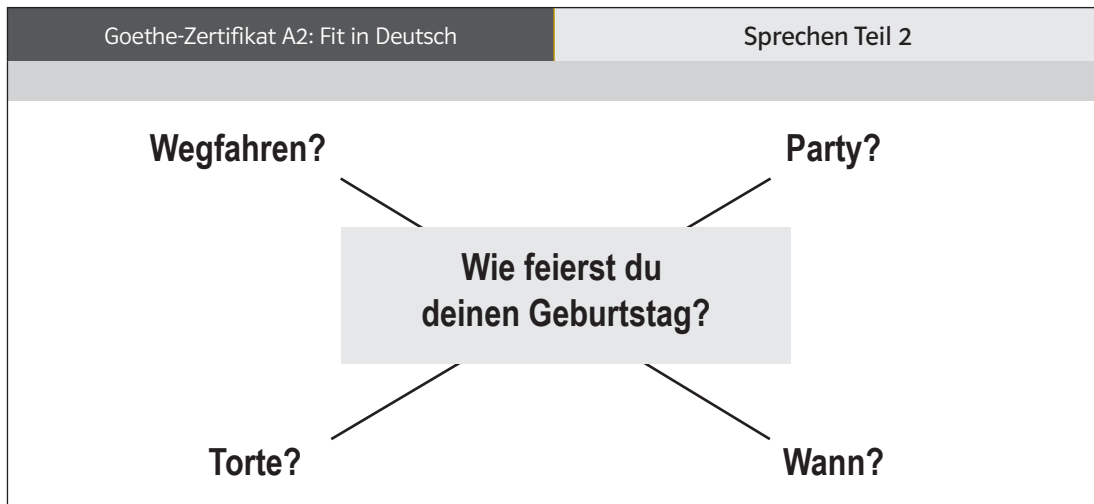 Goethe-Zertifikat A2: Fit in Deutsch
Sprechen Teil 2
Wegfahren?
Party?
Wie feierst du
deinen Geburtstag?
Torte?
Wann?